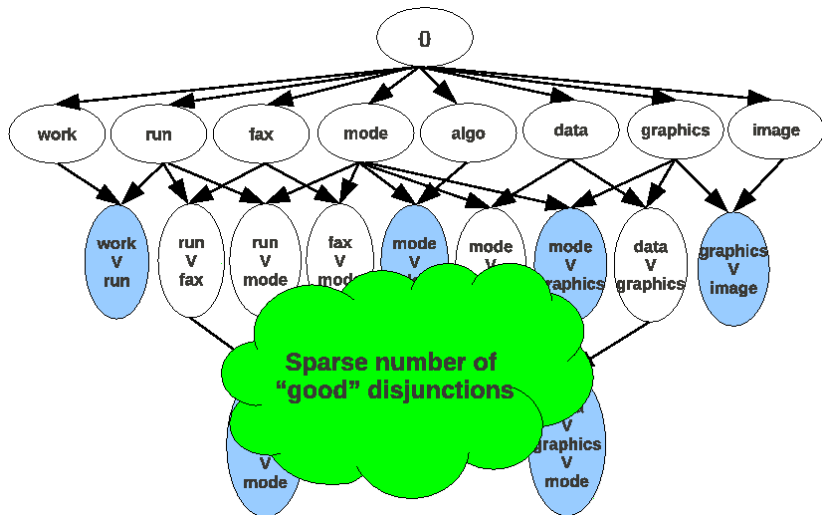 {}
work run fax mode algo data graphics image
work
V
run
run
V
fax
run
V
mode
fax
V
mode
V
mode
V
mode
V
graphics
data
V
graphics
graphics
V
image
Sparse number of
“good” disjunctions
V
mode
V
graphics
V
mode